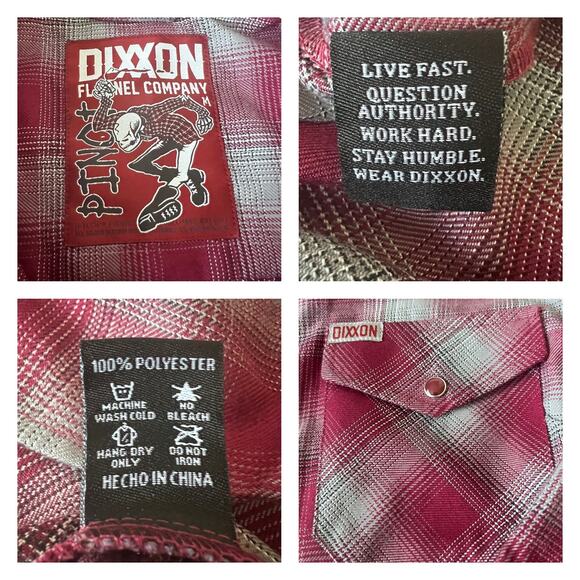 DIXXON
FLANNEL COMPANY
M
PING+
LIVE FAST.
QUESTION
AUTHORITY.
WORK HARD.
STAY HUMBLE.
WEAR DIXXON.
100% POLYESTER
MACHINE
WASH COLD
NO
BLEACH
HANG DRY
ONLY
DO NOT
IRON
HECHO IN CHINA
DIXXON